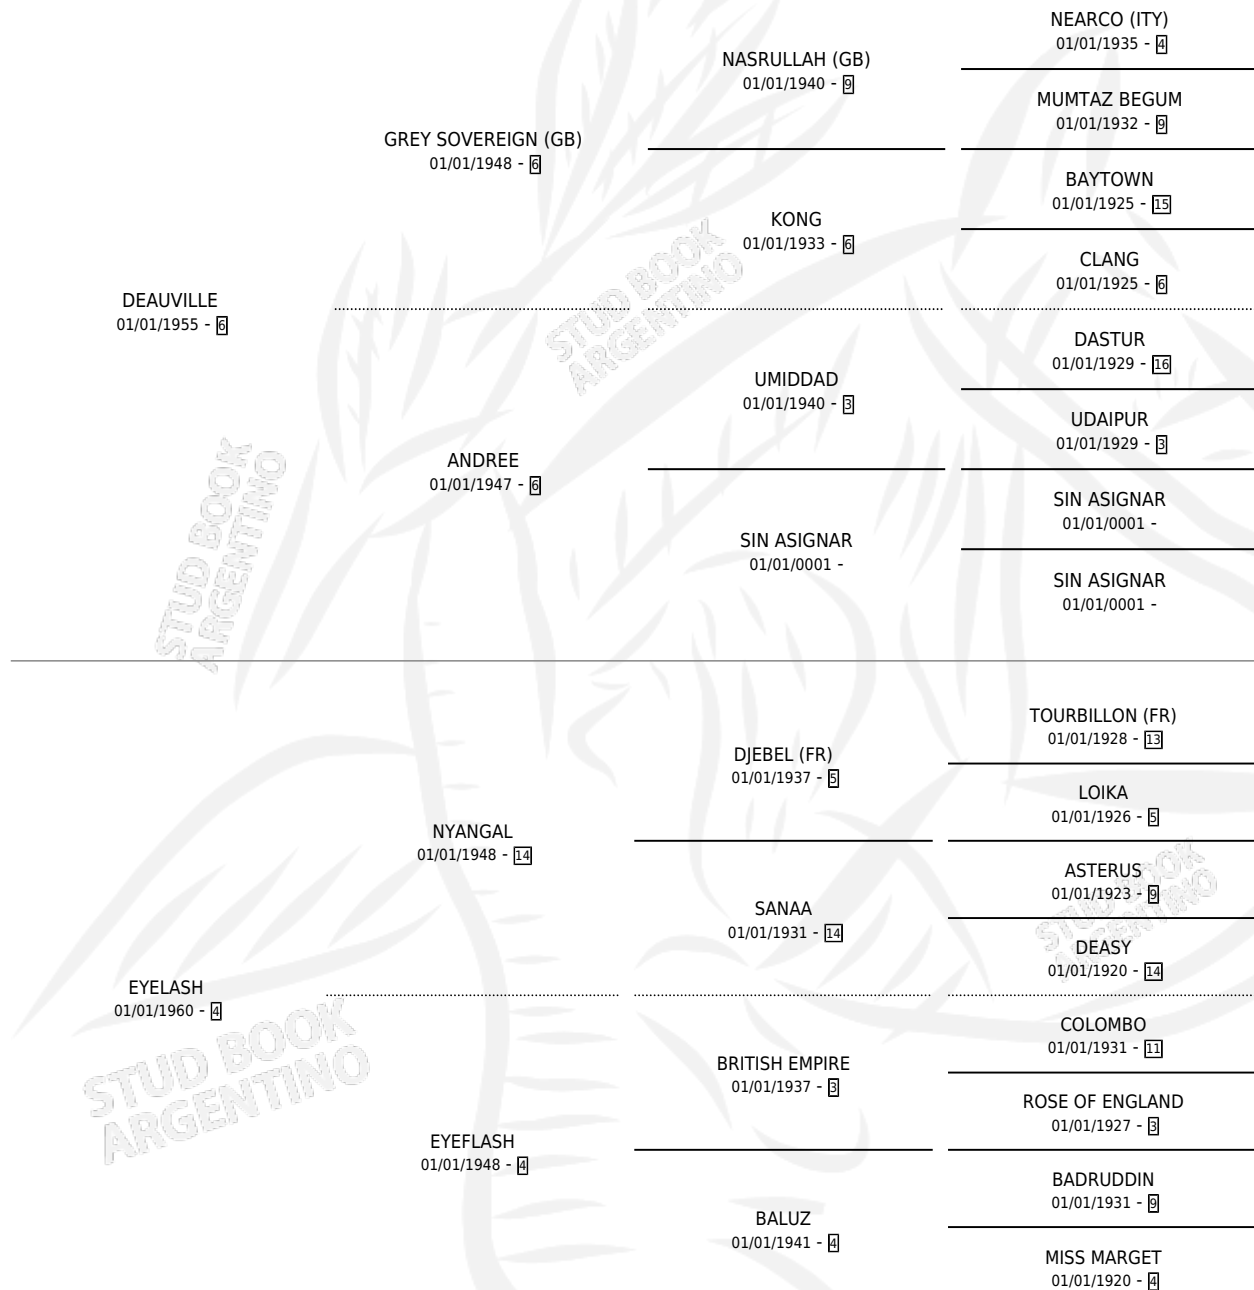 NEARCO (ITY)
01/01/1935 - 4
NASRULLAH (GB)
01/01/1940 - 9
MUMTAZ BEGUM
01/01/1932 - 9
GREY SOVEREIGN (GB)
01/01/1948 - 6
BAYTOWN
01/01/1925 - 15
KONG
01/01/1933 - 6
CLANG
01/01/1925 - 6
DEAUVILLE
01/01/1955 - 6
STUD BOOK
ARGENTINO
DASTUR
01/01/1929 - 16
UMIDDAD
01/01/1940 - 3
UDAIPUR
01/01/1929 - 3
ANDREE
01/01/1947 - 6
SIN ASIGNAR
01/01/0001 -
SIN ASIGNAR
01/01/0001 -
SIN ASIGNAR
01/01/0001 -
STUD BOOK
ARGENTINO
TOURBILLON (FR)
01/01/1928 - 13
DJEBEL (FR)
01/01/1937 - 5
LOIKA
01/01/1926 - 5
NYANGAL
01/01/1948 - 14
ASTERUS
01/01/1923 - 9
SANAA
01/01/1931 - 14
DEASY
01/01/1920 - 14
STUD BOOK
ARGENTINO
EYELASH
01/01/1960 - 4
COLOMBO
01/01/1931 - 11
BRITISH EMPIRE
01/01/1937 - 3
ROSE OF ENGLAND
01/01/1927 - 3
STUD BOOK
ARGENTINO
EYEFLASH
01/01/1948 - 4
BADRUDDIN
01/01/1931 - 9
BALUZ
01/01/1941 - 4
MISS MARGET
01/01/1920 - 4